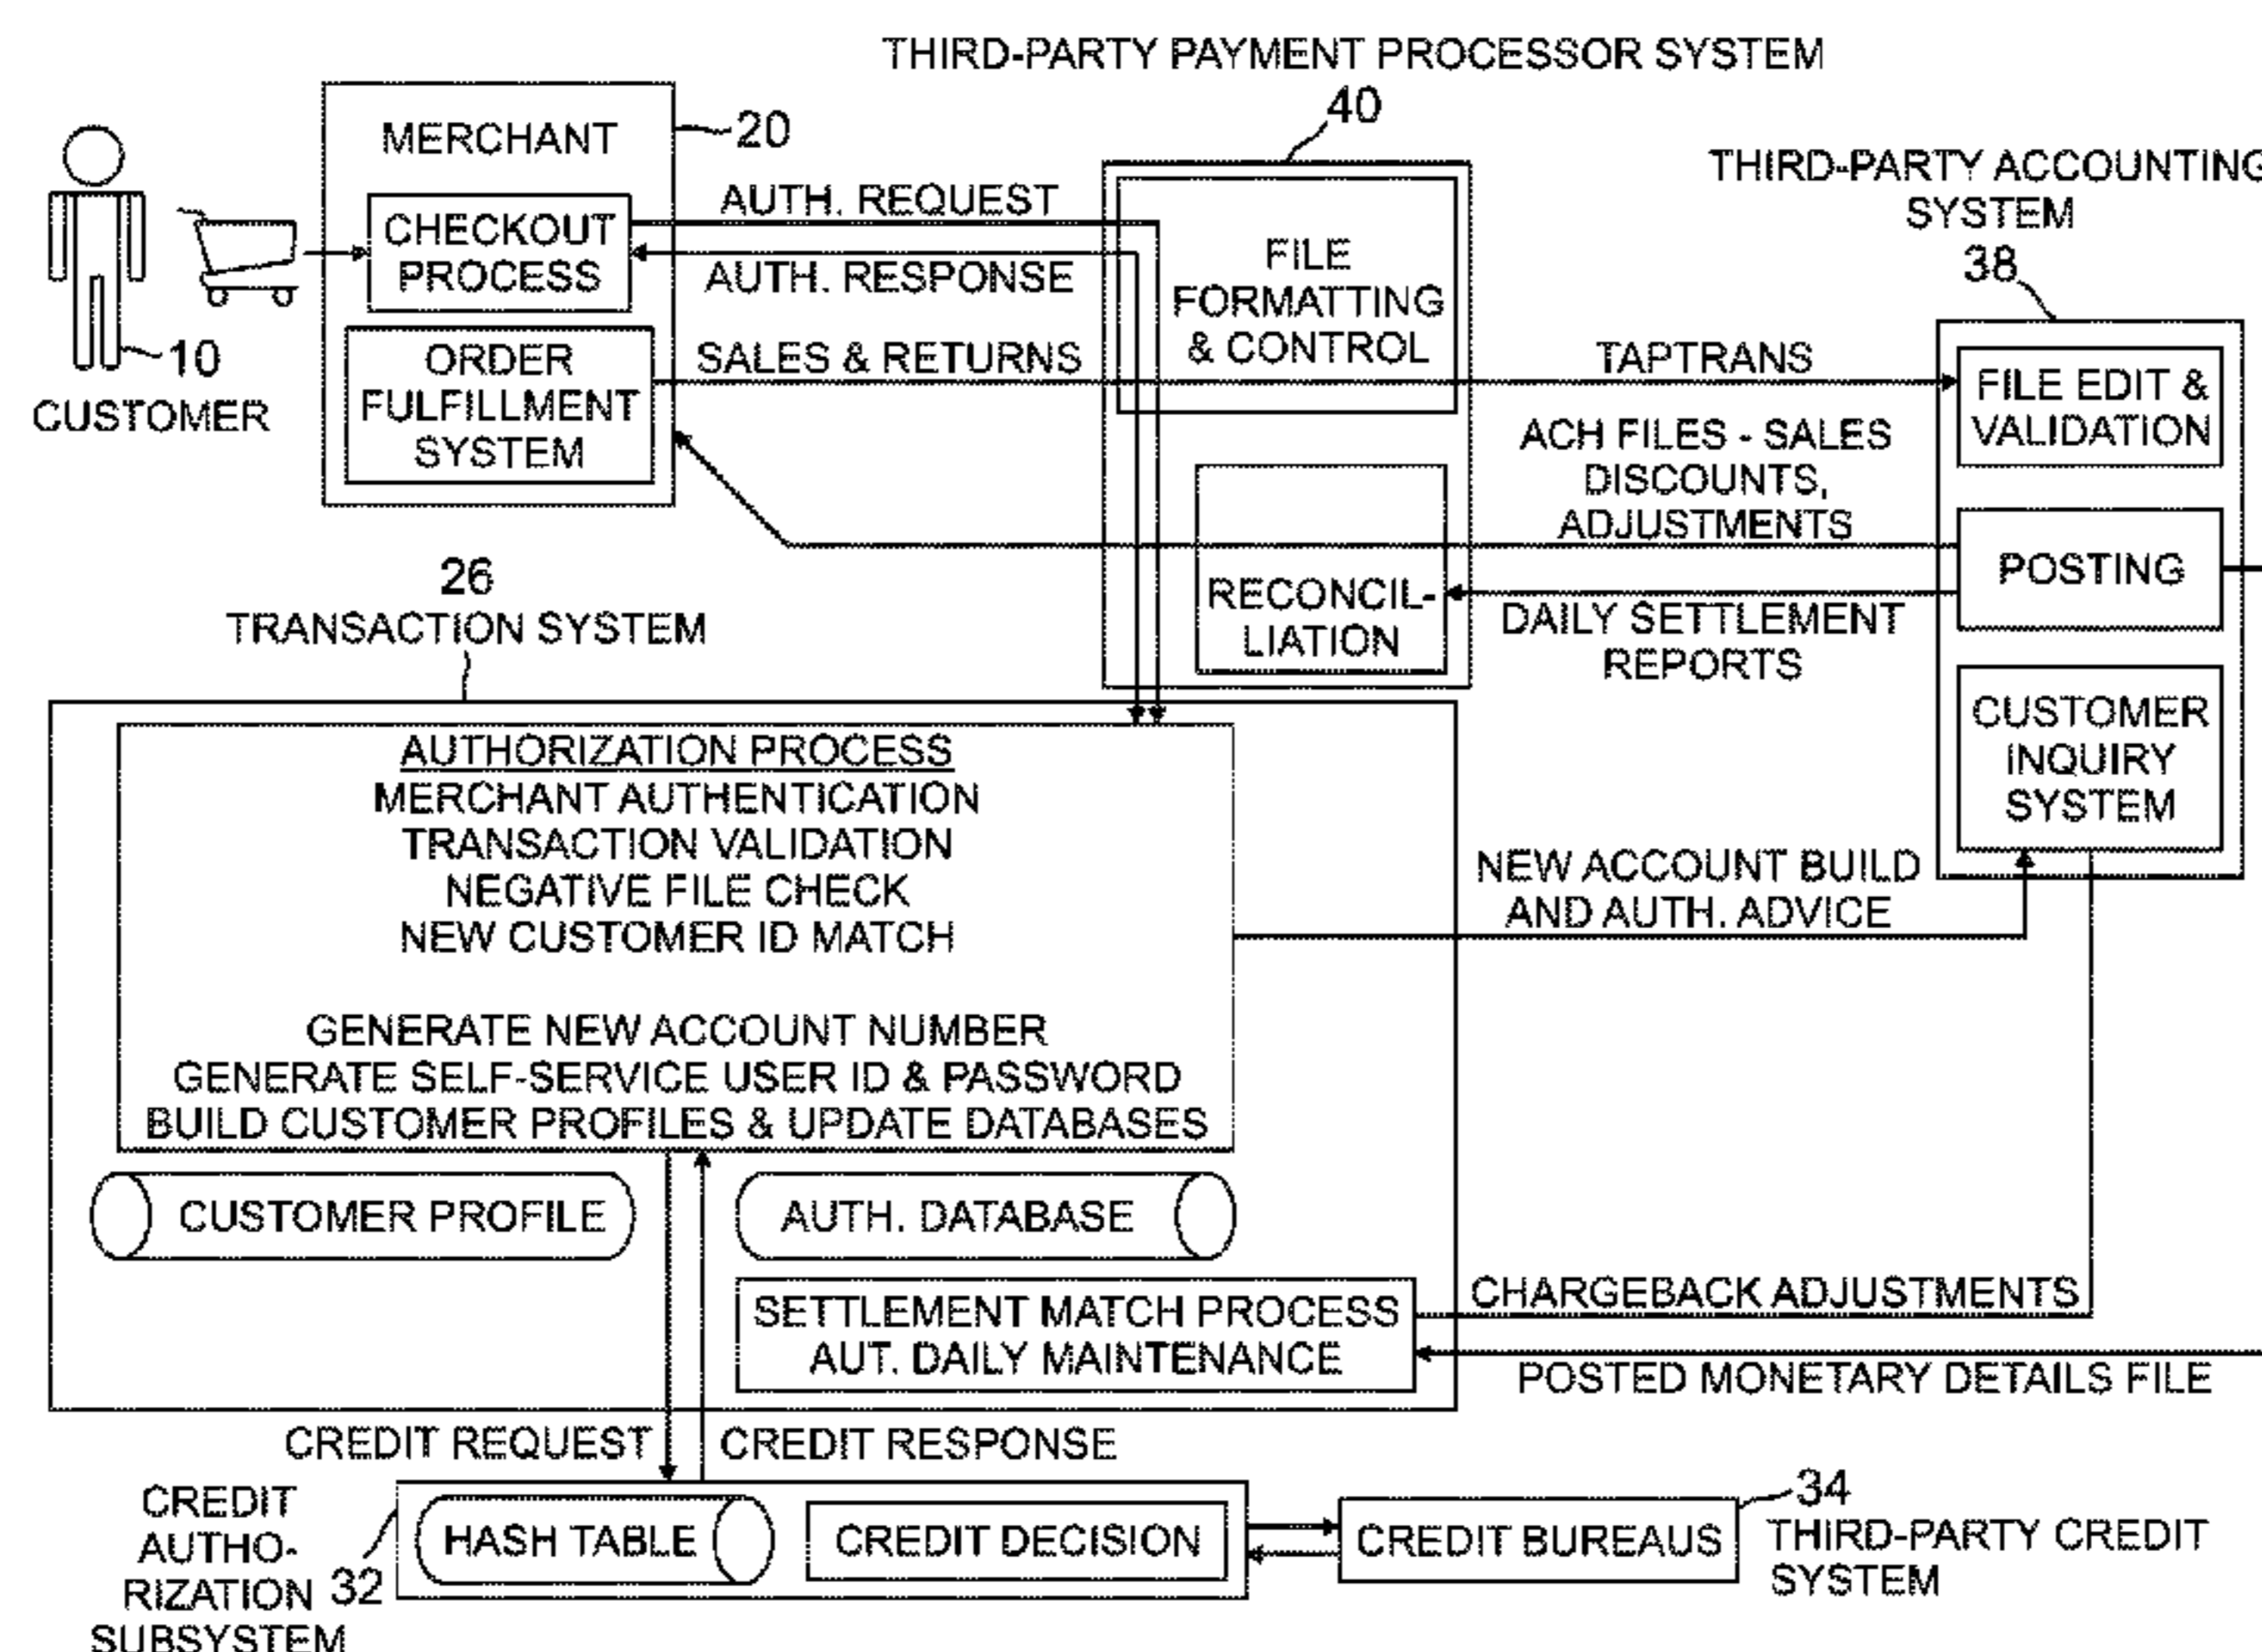 THIRD-PARTY PAYMENT PROCESSOR SYSTEM
40
MERCHANT
20
THIRD-PARTY ACCOUNTING
SYSTEM
38
CHECKOUT
PROCESS
AUTH. REQUEST
AUTH. RESPONSE
FILE
FORMATTING
& CONTROL
10
CUSTOMER
ORDER
FULFILLMENT
SYSTEM
SALES & RETURNS
TAPTRANS
FILE EDIT &
VALIDATION
ACH FILES - SALES
DISCOUNTS,
ADJUSTMENTS
POSTING
RECONCIL-
LIATION
DAILY SETTLEMENT
REPORTS
CUSTOMER
INQUIRY
SYSTEM
26
TRANSACTION SYSTEM
AUTHORIZATION PROCESS
MERCHANT AUTHENTICATION
TRANSACTION VALIDATION
NEGATIVE FILE CHECK
NEW CUSTOMER ID MATCH
GENERATE NEW ACCOUNT NUMBER
GENERATE SELF-SERVICE USER ID & PASSWORD
BUILD CUSTOMER PROFILES & UPDATE DATABASES
NEW ACCOUNT BUILD
AND AUTH. ADVICE
CUSTOMER PROFILE
AUTH. DATABASE
SETTLEMENT MATCH PROCESS
AUT. DAILY MAINTENANCE
CHARGEBACK ADJUSTMENTS
POSTED MONETARY DETAILS FILE
CREDIT REQUEST
CREDIT RESPONSE
CREDIT
AUTHO-
RIZATION
SUBSYSTEM
32
HASH TABLE
CREDIT DECISION
CREDIT BUREAUS
34
THIRD-PARTY CREDIT
SYSTEM